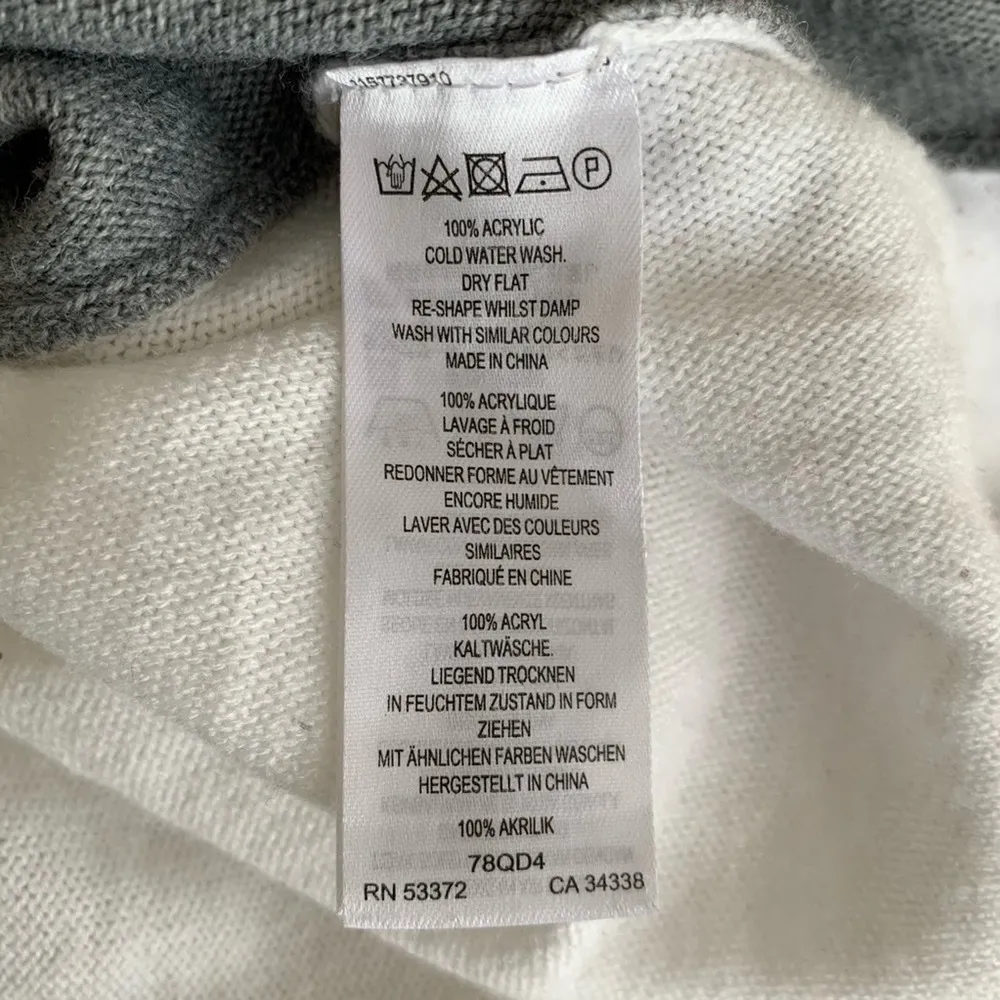 P
100% ACRYLIC
COLD WATER WASH.
DRY FLAT
RE-SHAPE WHILST DAMP
WASH WITH SIMILAR COLOURS
MADE IN CHINA
100% ACRYLIQUE
LAVAGE À FROID
SÉCHER À PLAT
REDONNER FORME AU VÊTEMENT
ENCORE HUMIDE
LAVER AVEC DES COULEURS
SIMILAIRES
FABRIQUÉ EN CHINE
100% ACRYL
KALTWÄSCHE.
LIEGEND TROCKNEN
IN FEUCHTEM ZUSTAND IN FORM
ZIEHEN
MIT ÄHNLICHEN FARBEN WASCHEN
HERGESTELLT IN CHINA
100% AKRILIK
78QD4
RN 53372 CA 34338